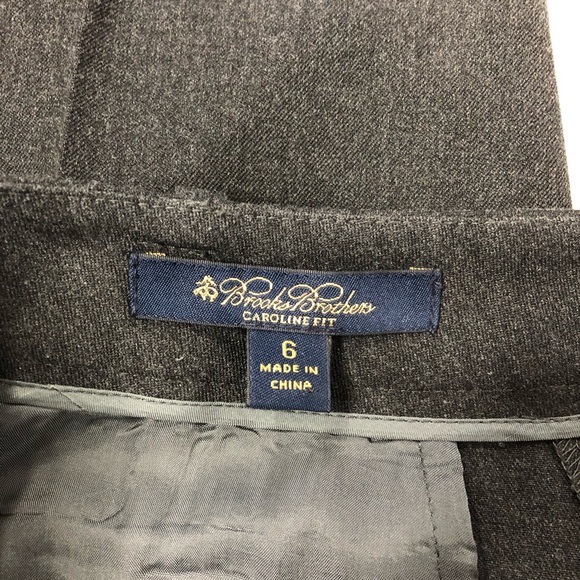 Brooks Brothers
CAROLINE FIT
6
MADE IN
CHINA